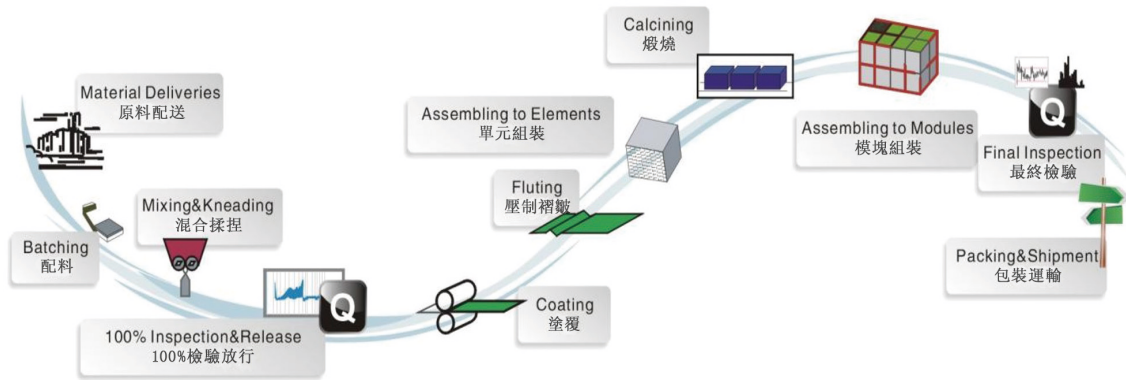 Material Deliveries
原料配送
Batching
配料
Mixing&Kneading
混合揉捏
100% Inspection&Release
100%檢驗放行
Q
Coating
塗覆
Fluting
壓制褶皺
Assembling to Elements
單元組裝
Calcining
煅燒
Assembling to Modules
模塊組裝
Q
Final Inspection
最終檢驗
Packing&Shipment
包裝運輸